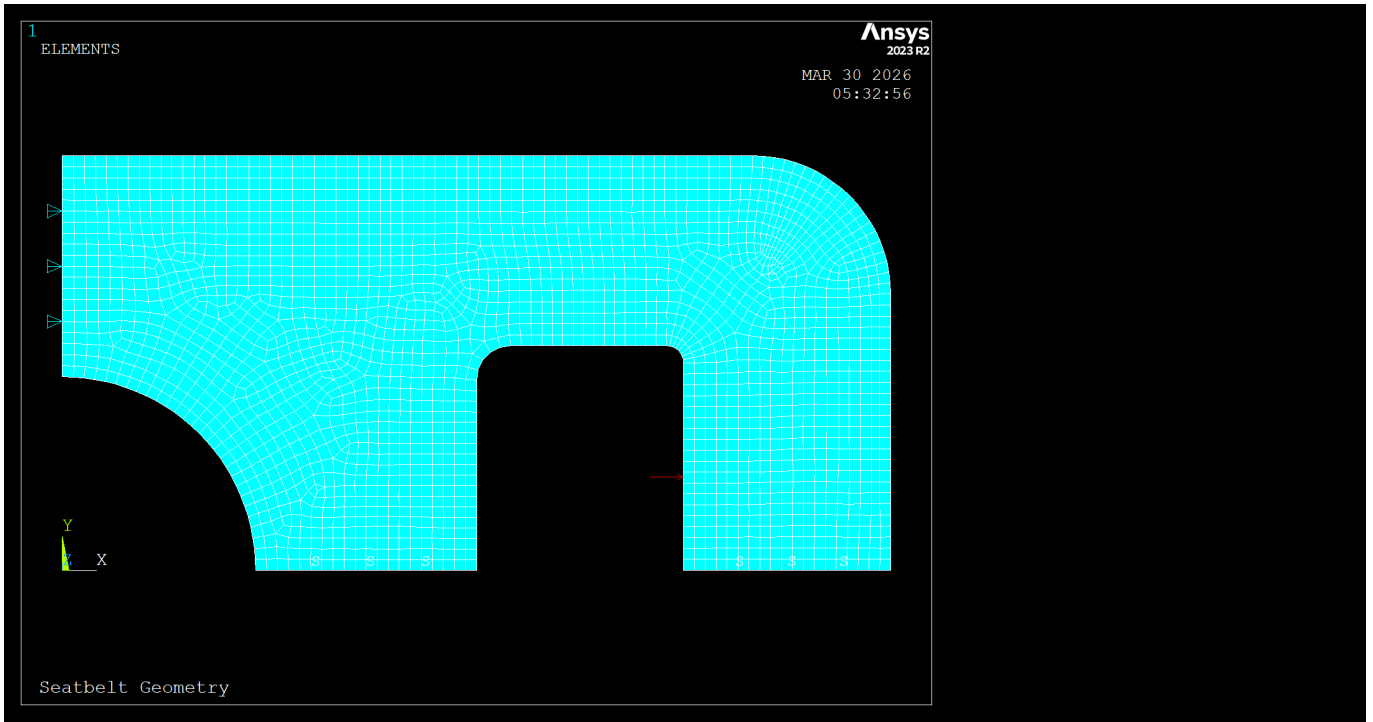 1
ELEMENTS
Ansys
2023 R2
MAR 30 2026
05:32:56
Y
Z X
S S S S S S
Seatbelt Geometry